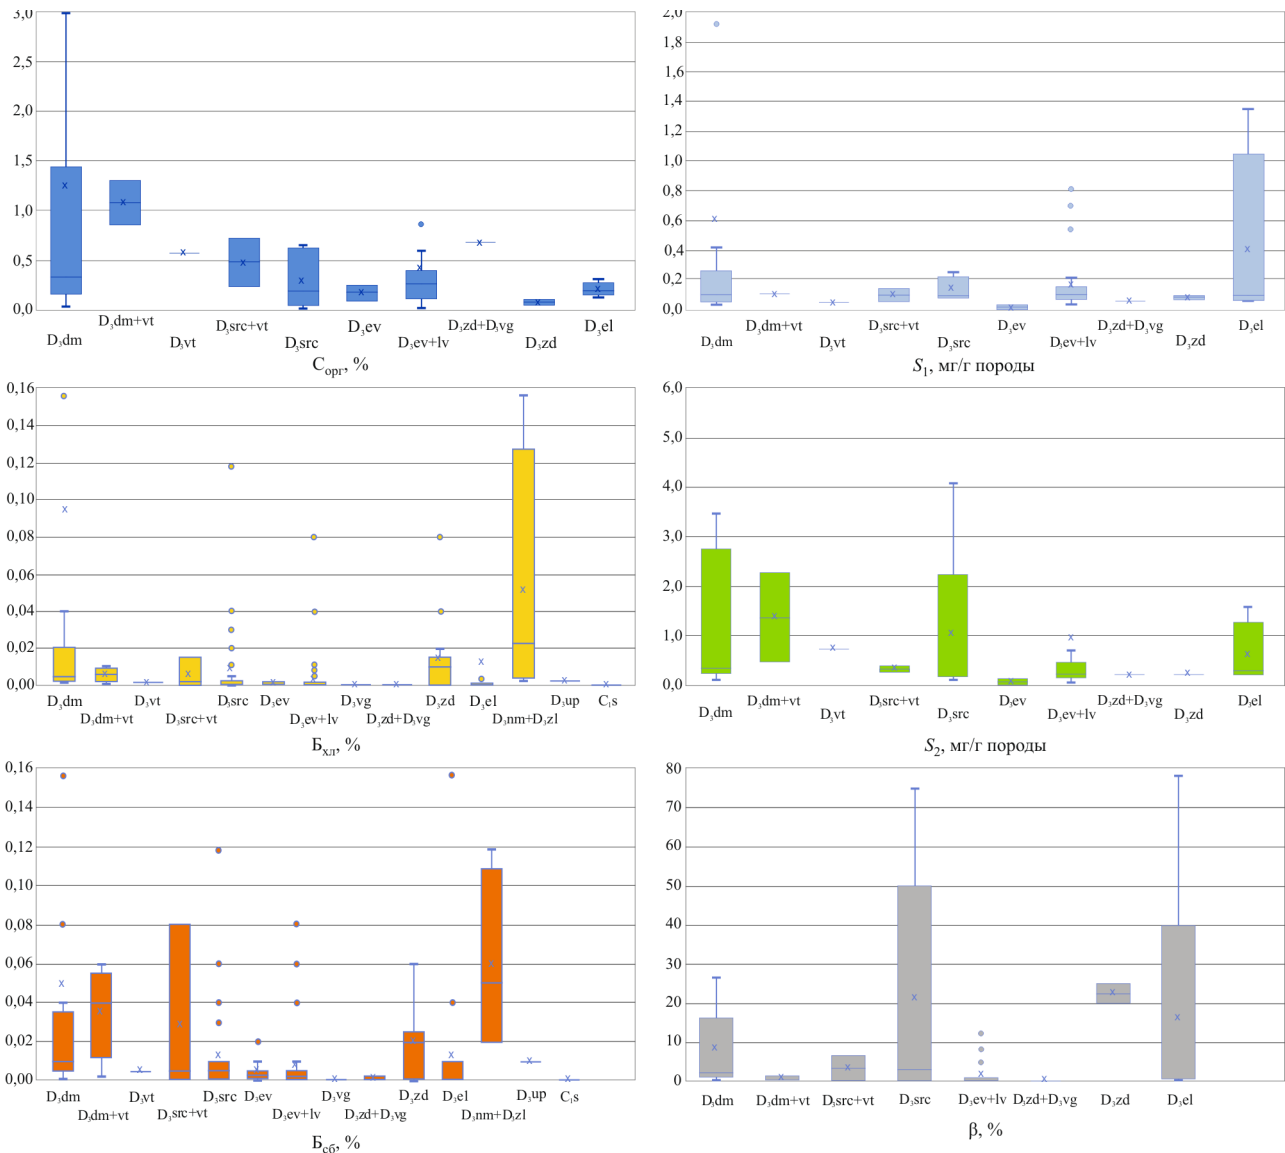 3,0
2,5
2,0
1,5
1,0
0,5
0,0
D₃dm
D₃dm+vt
D₃vt
D₃src+vt
D₃src
D₃ev
D₃ev+lv
D₃zd+D₃vg
D₃zd
D₃el
Cорг, %
2,0
1,8
1,6
1,4
1,2
1,0
0,8
0,6
0,4
0,2
0,0
D₃dm
D₃dm+vt
D₃vt
D₃src+vt
D₃src
D₃ev
D₃ev+lv
D₃zd+D₃vg
D₃zd
D₃el
S₁, мг/г породы
0,16
0,14
0,12
0,10
0,08
0,06
0,04
0,02
0,00
D₃dm
D₃dm+vt
D₃vt
D₃src+vt
D₃src
D₃ev
D₃ev+lv
D₃vg
D₃zd+D₃vg
D₃zd
D₃el
D₃nm+D₃zl
D₃up
C₁s
Бхл, %
6,0
5,0
4,0
3,0
2,0
1,0
0,0
D₃dm
D₃dm+vt
D₃vt
D₃src+vt
D₃src
D₃ev
D₃ev+lv
D₃zd+D₃vg
D₃zd
D₃el
S₂, мг/г породы
0,16
0,14
0,12
0,10
0,08
0,06
0,04
0,02
0,00
D₃dm
D₃dm+vt
D₃vt
D₃src+vt
D₃src
D₃ev
D₃ev+lv
D₃vg
D₃zd+D₃vg
D₃zd
D₃el
D₃nm+D₃zl
D₃up
C₁s
Бсб, %
80
70
60
50
40
30
20
10
0
D₃dm
D₃dm+vt
D₃src+vt
D₃src
D₃ev+lv
D₃zd+D₃vg
D₃zd
D₃el
β, %